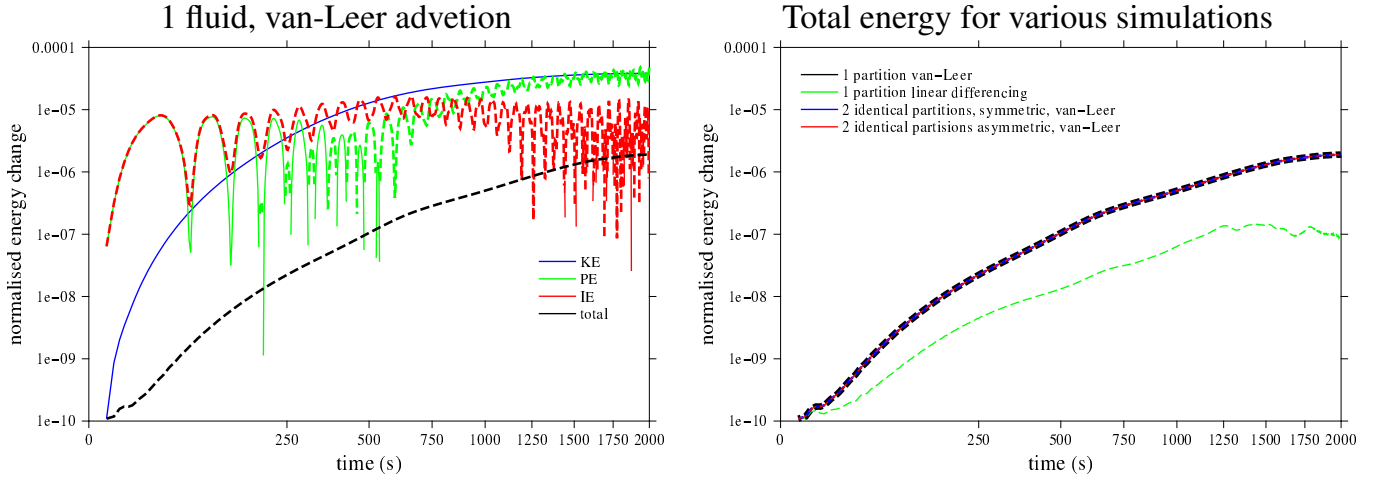 1 fluid, van-Leer advetion
0.0001
1e-05
1e-06
1e-07
1e-08
1e-09
1e-10
normalised energy change
KE
PE
IE
total
0 250 500 750 1000 1250 1500 1750 2000
time (s)
Total energy for various simulations
0.0001
1e-05
1e-06
1e-07
1e-08
1e-09
1e-10
normalised energy change
1 partition van-Leer
1 partition linear differencing
2 identical partitions, symmetric, van-Leer
2 identical partisions asymmetric, van-Leer
0 250 500 750 1000 1250 1500 1750 2000
time (s)